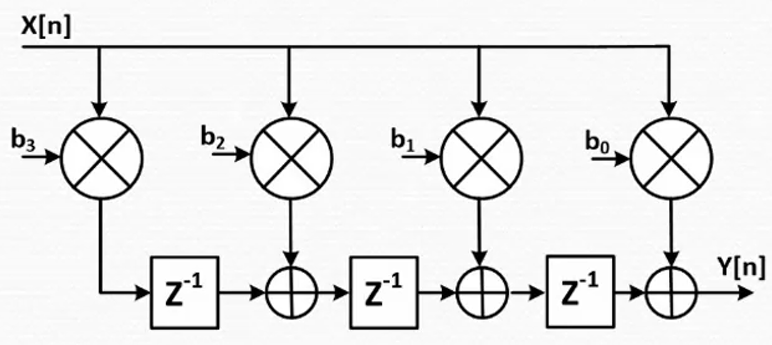 X[n]
b₃ b₂ b₁ b₀
Z⁻¹ Z⁻¹ Z⁻¹ Y[n]